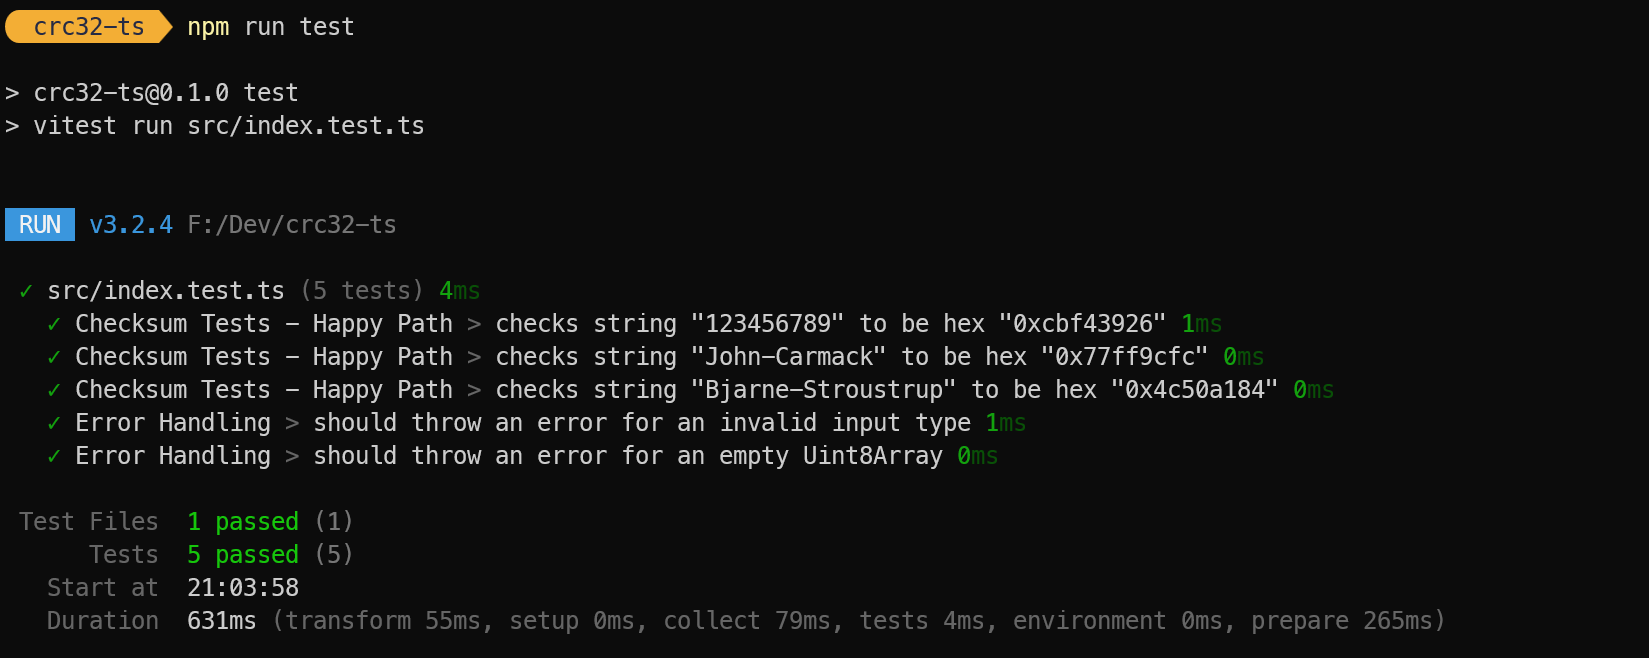 crc32-ts npm run test
> crc32-ts@0.1.0 test
> vitest run src/index.test.ts
RUN v3.2.4 F:/Dev/crc32-ts
✓ src/index.test.ts (5 tests) 4ms
✓ Checksum Tests - Happy Path > checks string "123456789" to be hex "0xcbf43926" 1ms
✓ Checksum Tests - Happy Path > checks string "John-Carmack" to be hex "0x77ff9cfc" 0ms
✓ Checksum Tests - Happy Path > checks string "Bjarne-Stroustrup" to be hex "0x4c50a184" 0ms
✓ Error Handling > should throw an error for an invalid input type 1ms
✓ Error Handling > should throw an error for an empty Uint8Array 0ms
Test Files 1 passed (1)
Tests 5 passed (5)
Start at 21:03:58
Duration 631ms (transform 55ms, setup 0ms, collect 79ms, tests 4ms, environment 0ms, prepare 265ms)